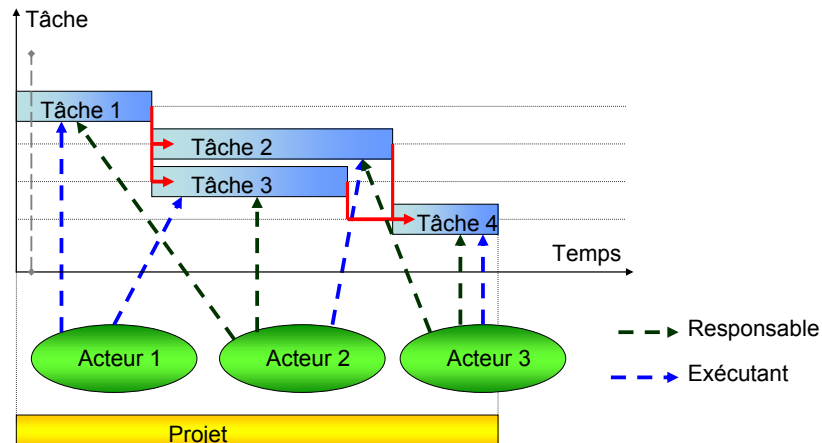 Tâche
Tâche 1
Tâche 2
Tâche 3
Tâche 4
Temps
Responsable
Acteur 1
Acteur 2
Acteur 3
Exécutant
Projet